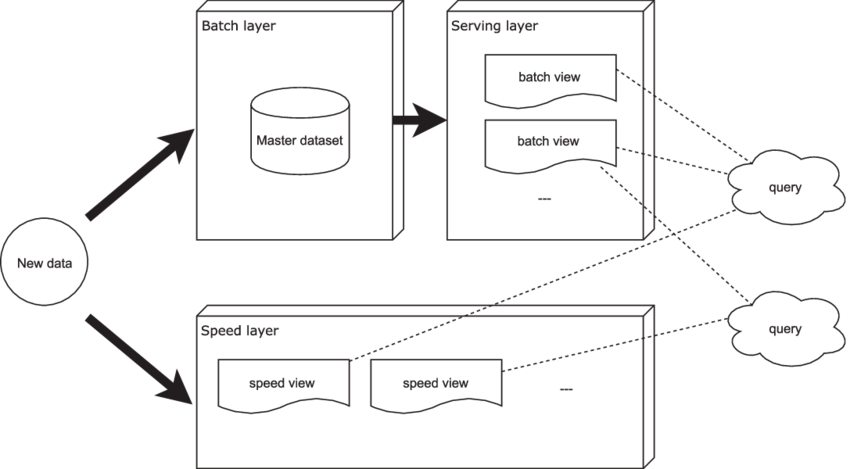 Batch layer
Serving layer
batch view
Master dataset
batch view
---
query
New data
Speed layer
query
speed view
speed view
---